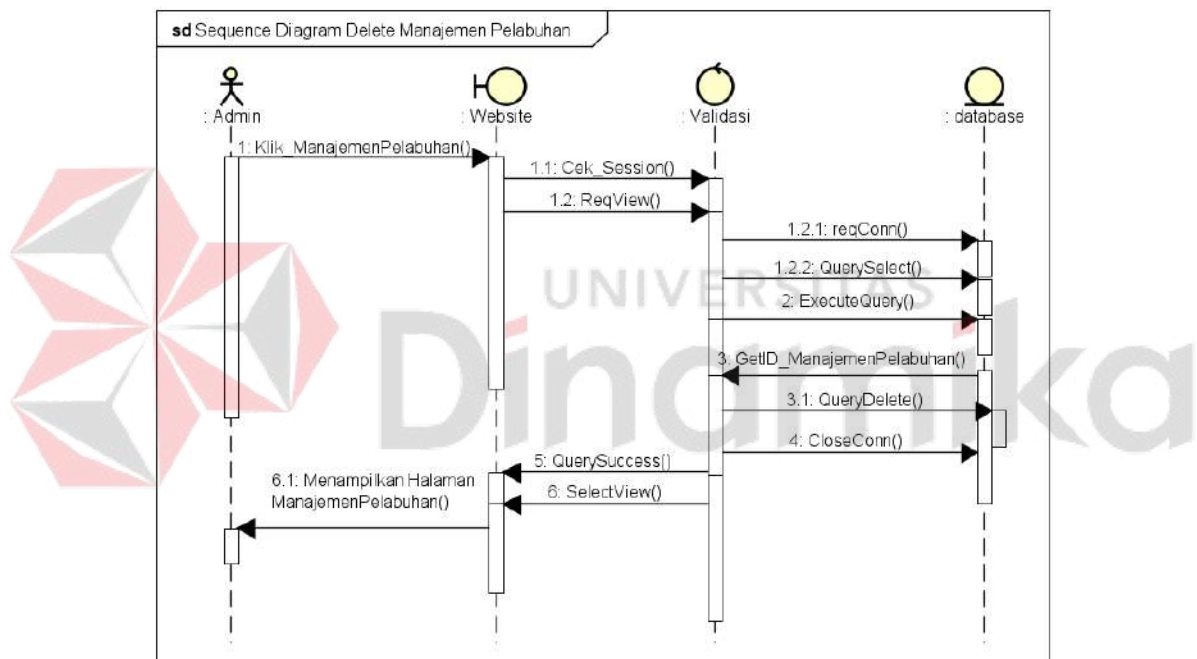 sd Sequence Diagram Delete Manajemen Pelabuhan
: Admin
: Website
: Validasi
: database
1: Klik_ManajemenPelabuhan()
1.1: Cek_Session()
1.2: ReqView()
1.2.1: reqConn()
1.2.2: QuerySelect()
2: ExecuteQuery()
3: GetID_ManajemenPelabuhan()
3.1: QueryDelete()
4: CloseConn()
5: QuerySuccess()
6: SelectView()
6.1: Menampilkan Halaman
ManajemenPelabuhan()
UNIVERSITAS
Dinamika